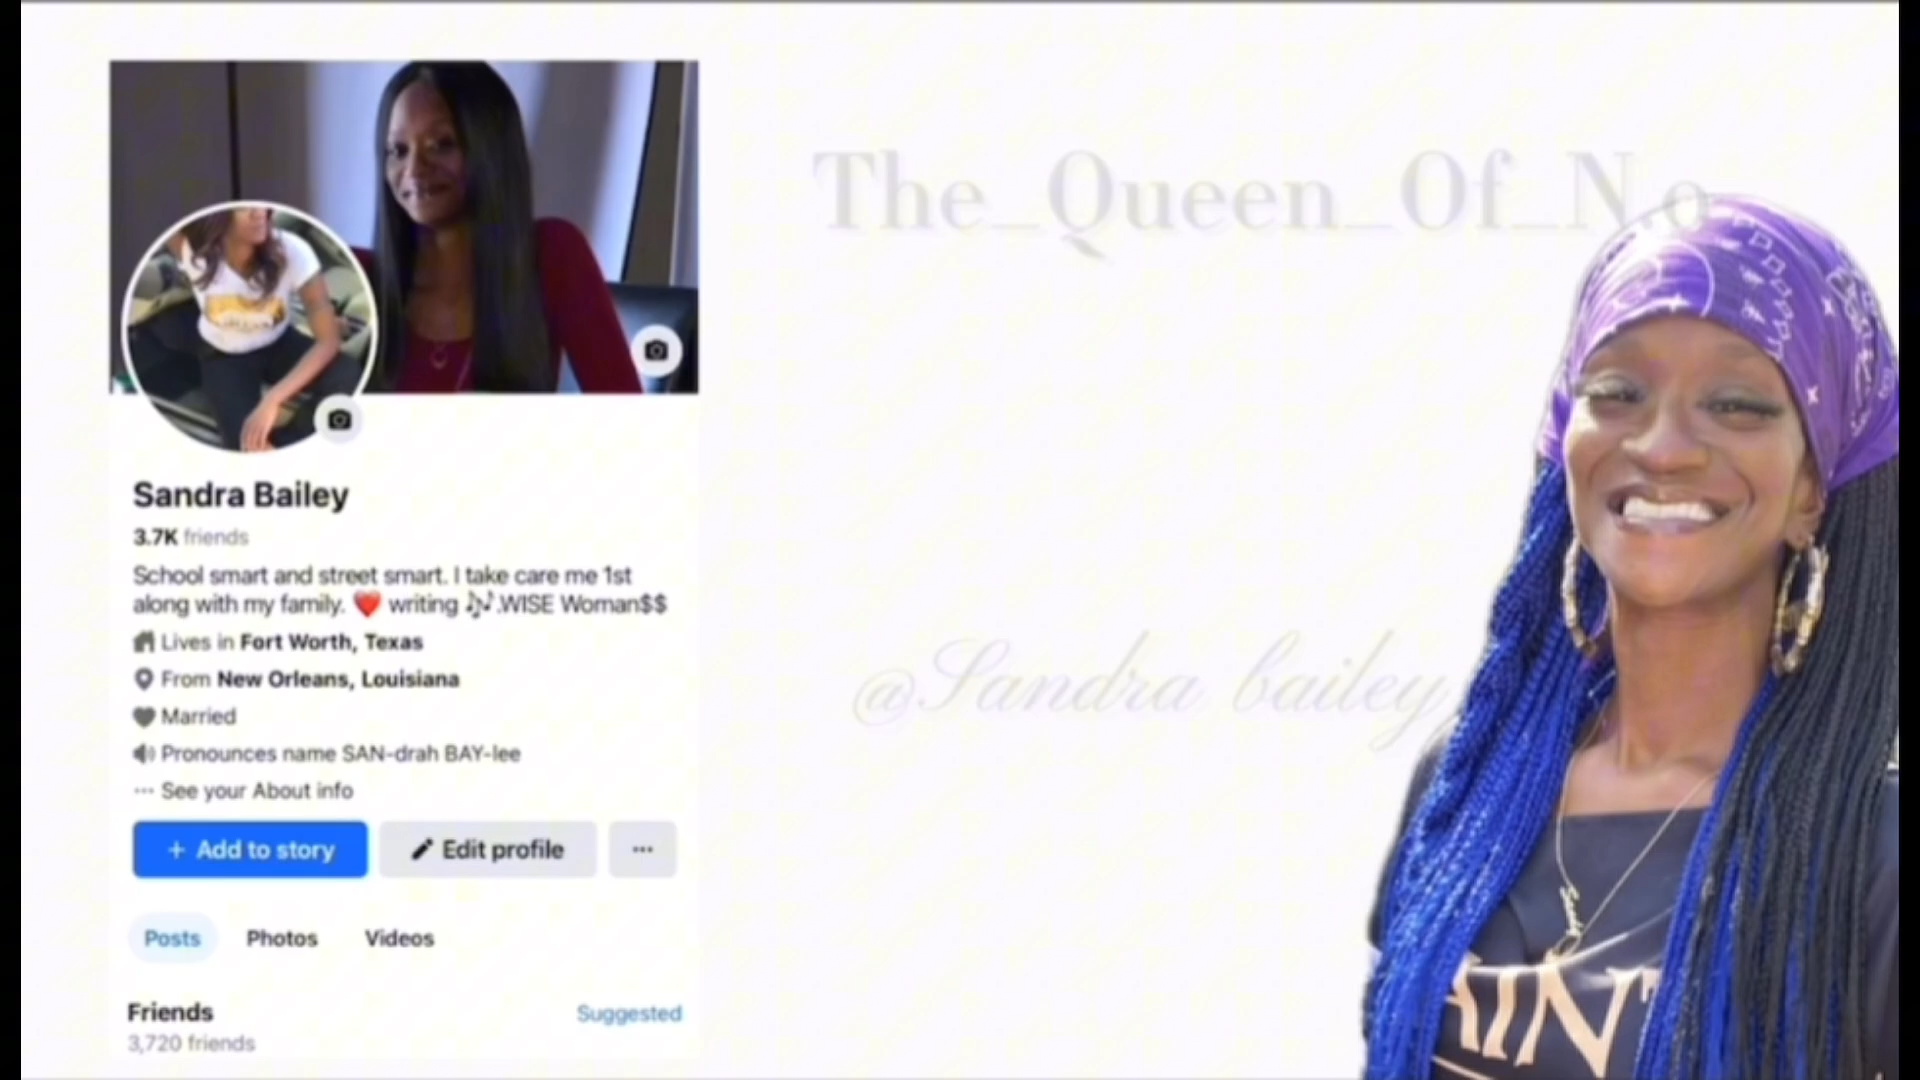 The_Queen_Of_N.o
Sandra Bailey
3.7K friends
School smart and street smart. I take care me 1st
along with my family. ❤️ writing 🎶.WISE Woman$$
Lives in Fort Worth, Texas
From New Orleans, Louisiana
Married
Pronounces name SAN-drah BAY-lee
··· See your About info
+ Add to story
Edit profile
···
Posts
Photos
Videos
Friends
Suggested
3,720 friends
@Sandra bailey
AINT